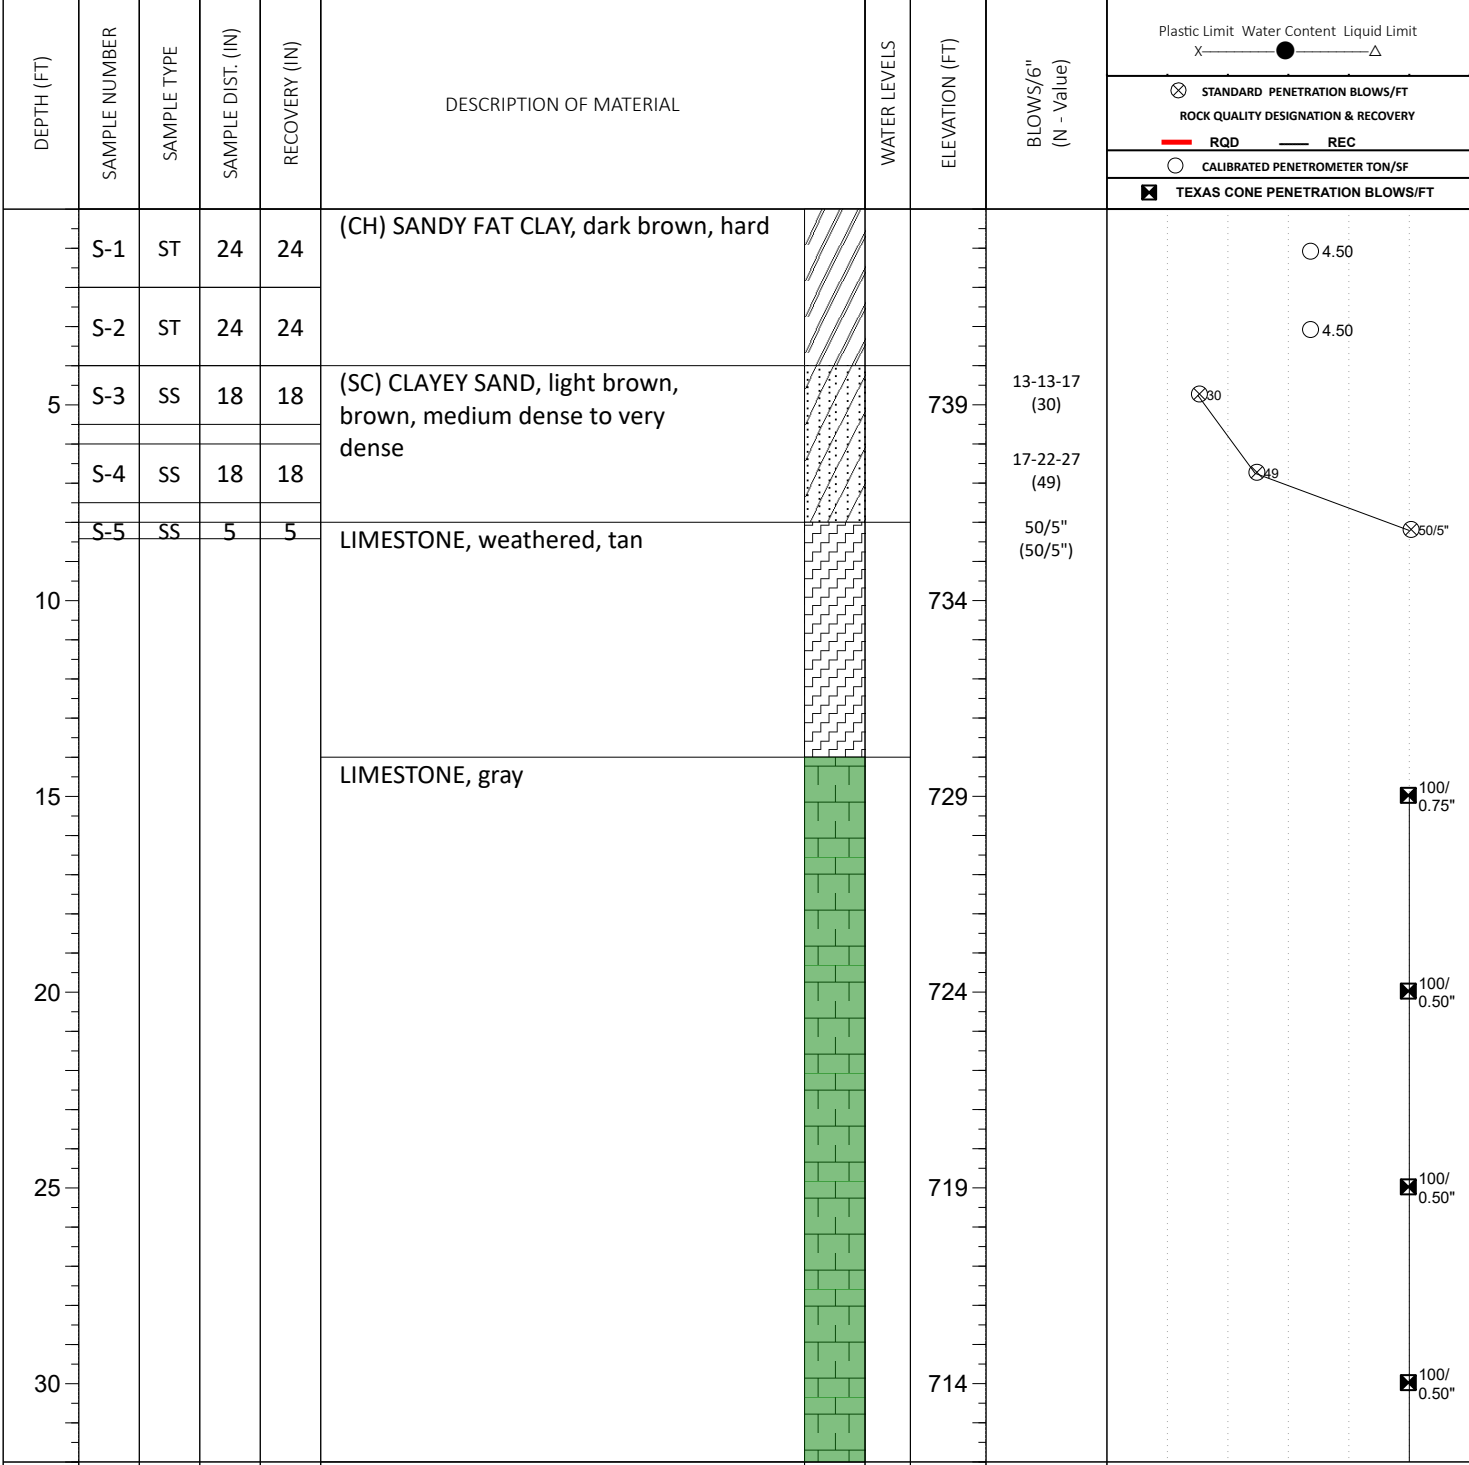 DEPTH (FT)
SAMPLE NUMBER
SAMPLE TYPE
SAMPLE DIST. (IN)
RECOVERY (IN)
DESCRIPTION OF MATERIAL
WATER LEVELS
ELEVATION (FT)
BLOWS/6"
(N - Value)
Plastic Limit Water Content Liquid Limit
X
STANDARD PENETRATION BLOWS/FT
ROCK QUALITY DESIGNATION & RECOVERY
RQD REC
CALIBRATED PENETROMETER TON/SF
TEXAS CONE PENETRATION BLOWS/FT
(CH) SANDY FAT CLAY, dark brown, hard
S-1 ST 24 24
4.50
S-2 ST 24 24
4.50
(SC) CLAYEY SAND, light brown,
brown, medium dense to very
dense
S-3 SS 18 18
13-13-17
(30)
30
5
739
S-4 SS 18 18
17-22-27
(49)
49
S-5 SS 5 5
50/5"
(50/5")
50/5"
LIMESTONE, weathered, tan
10
734
LIMESTONE, gray
15
729
100/
0.75"
20
724
100/
0.50"
25
719
100/
0.50"
30
714
100/
0.50"